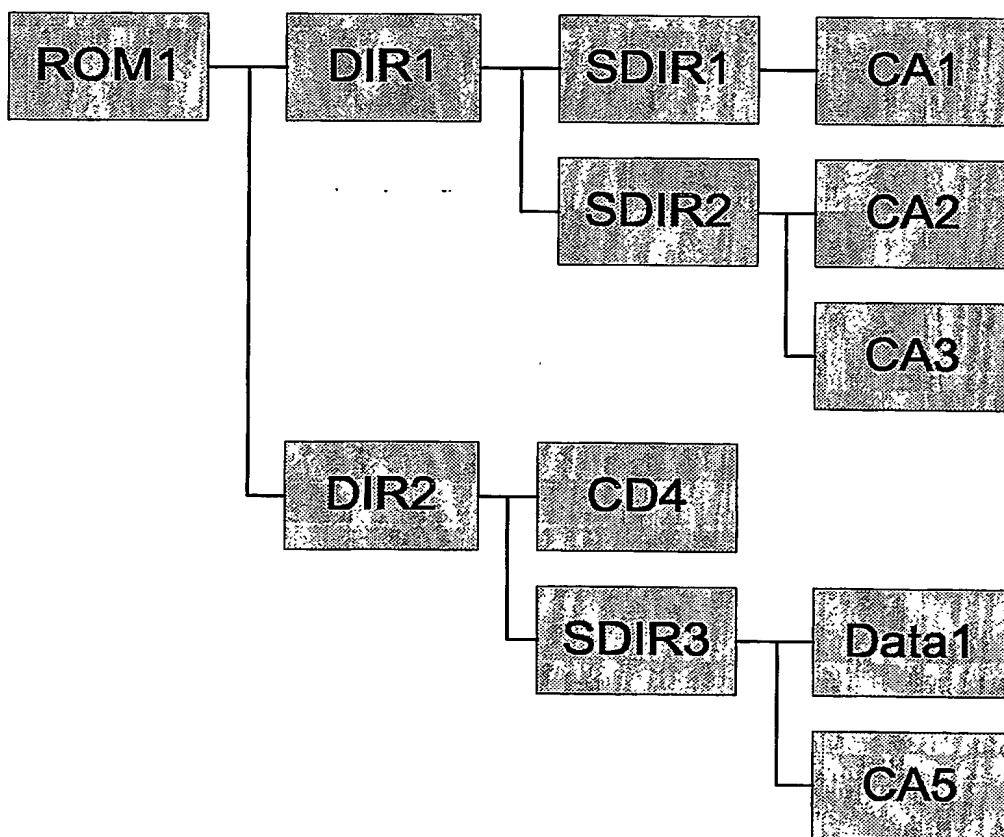 ROM1 DIR1 SDIR1 CA1
SDIR2 CA2
CA3
DIR2 CD4
SDIR3 Data1
CA5